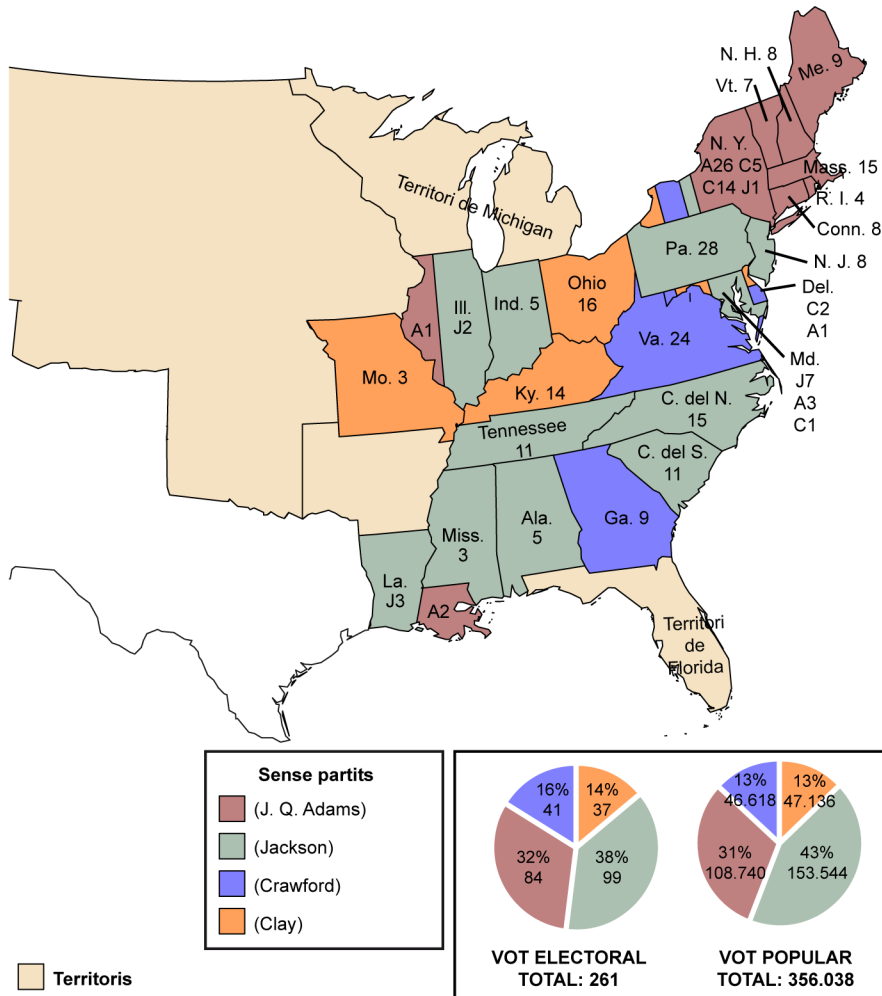 N. H. 8
Me. 9
Vt. 7
N. Y.
A26 C5
C14 J1
Mass. 15
R. I. 4
Conn. 8
Territori de Michigan
Pa. 28
N. J. 8
Del.
C2
A1
Ohio
16
Ind. 5
Ill.
J2
A1
Va. 24
Md.
J7
A3
C1
Mo. 3
Ky. 14
C. del N.
15
Tennessee
11
C. del S.
11
Miss.
3
Ala.
5
Ga. 9
La.
J3
A2
Territori
de
Florida
Sense partits
(J. Q. Adams)
(Jackson)
(Crawford)
(Clay)
Territoris
16%
41
14%
37
32%
84
38%
99
VOT ELECTORAL
TOTAL: 261
13%
46.618
13%
47.136
31%
108.740
43%
153.544
VOT POPULAR
TOTAL: 356.038